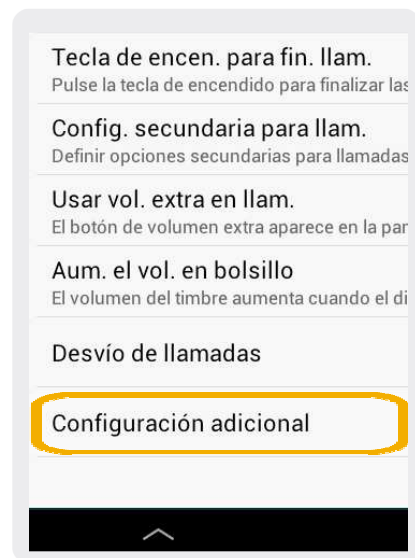 Tecla de encen. para fin. llam.
Pulse la tecla de encendido para finalizar las
Config. secundaria para llam.
Definir opciones secundarias para llamadas
Usar vol. extra en llam.
El botón de volumen extra aparece en la pan
Aum. el vol. en bolsillo
El volumen del timbre aumenta cuando el di
Desvío de llamadas
Configuración adicional